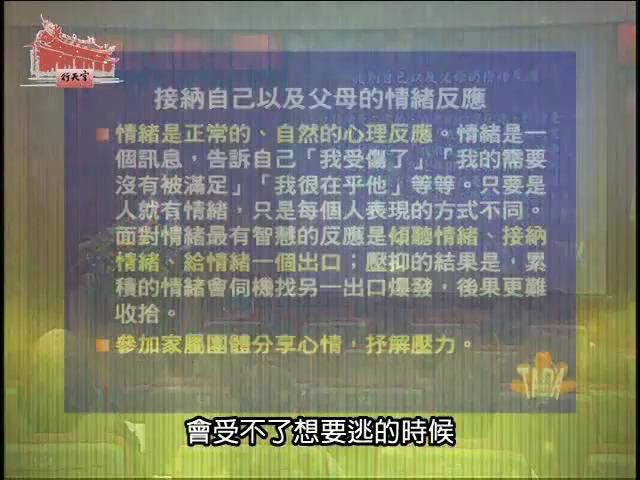 行天宮
接納自己以及父母的情緒反應
情緒是正常的、自然的心理反應。情緒是一
個訊息，告訴自己「我受傷了」「我的需要
沒有被滿足」「我很在乎他」等等。只要是
人就有情緒，只是每個人表現的方式不同。
面對情緒最有智慧的反應是傾聽情緒、接納
情緒、給情緒一個出口；壓抑的結果是，累
積的情緒會伺機找另一出口爆發，後果更難
收拾。
參加家屬團體分享心情，抒解壓力。
TADA
會受不了想要逃的時候